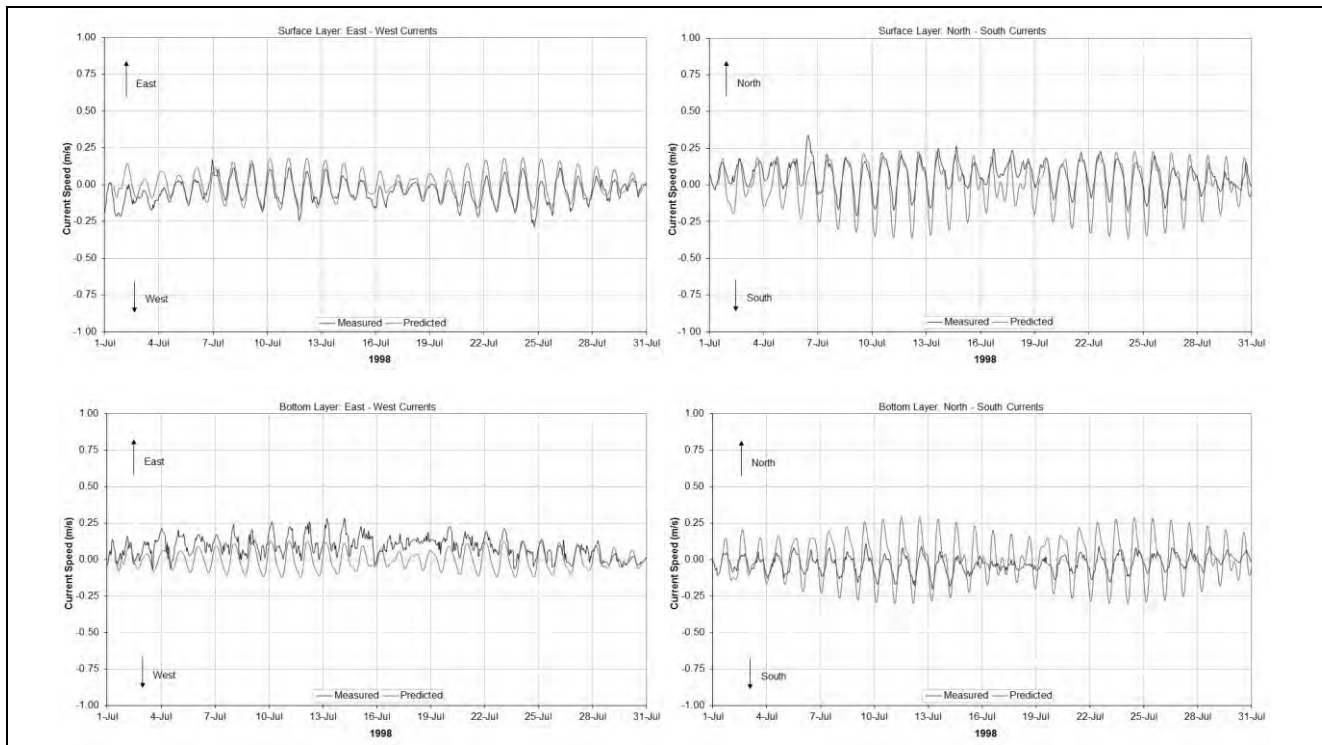 Surface Layer: East - West Currents
1.00
0.75
0.50
0.25
0.00
-0.25
-0.50
-0.75
1.00
Current Speed (m/s)
East
West
Measured Predicted
1-Jul 4-Jul 7-Jul 10-Jul 13-Jul 16-Jul 19-Jul 22-Jul 25-Jul 28-Jul 31-Jul
1998
Surface Layer: North - South Currents
1.00
0.75
0.50
0.25
0.00
-0.25
-0.50
-0.75
1.00
Current Speed (m/s)
North
South
Measured Predicted
1-Jul 4-Jul 7-Jul 10-Jul 13-Jul 16-Jul 19-Jul 22-Jul 25-Jul 28-Jul 31-Jul
1998
Bottom Layer: East - West Currents
1.00
0.75
0.50
0.25
0.00
-0.25
-0.50
-0.75
-1.00
Current Speed (m/s)
East
West
Measured Predicted
1-Jul 4-Jul 7-Jul 10-Jul 13-Jul 16-Jul 19-Jul 22-Jul 25-Jul 28-Jul 31-Jul
1998
Bottom Layer: North - South Currents
1.00
0.75
0.50
0.25
0.00
-0.25
-0.50
-0.75
-1.00
Current Speed (m/s)
North
South
Measured Predicted
1-Jul 4-Jul 7-Jul 10-Jul 13-Jul 16-Jul 19-Jul 22-Jul 25-Jul 28-Jul 31-Jul
1998